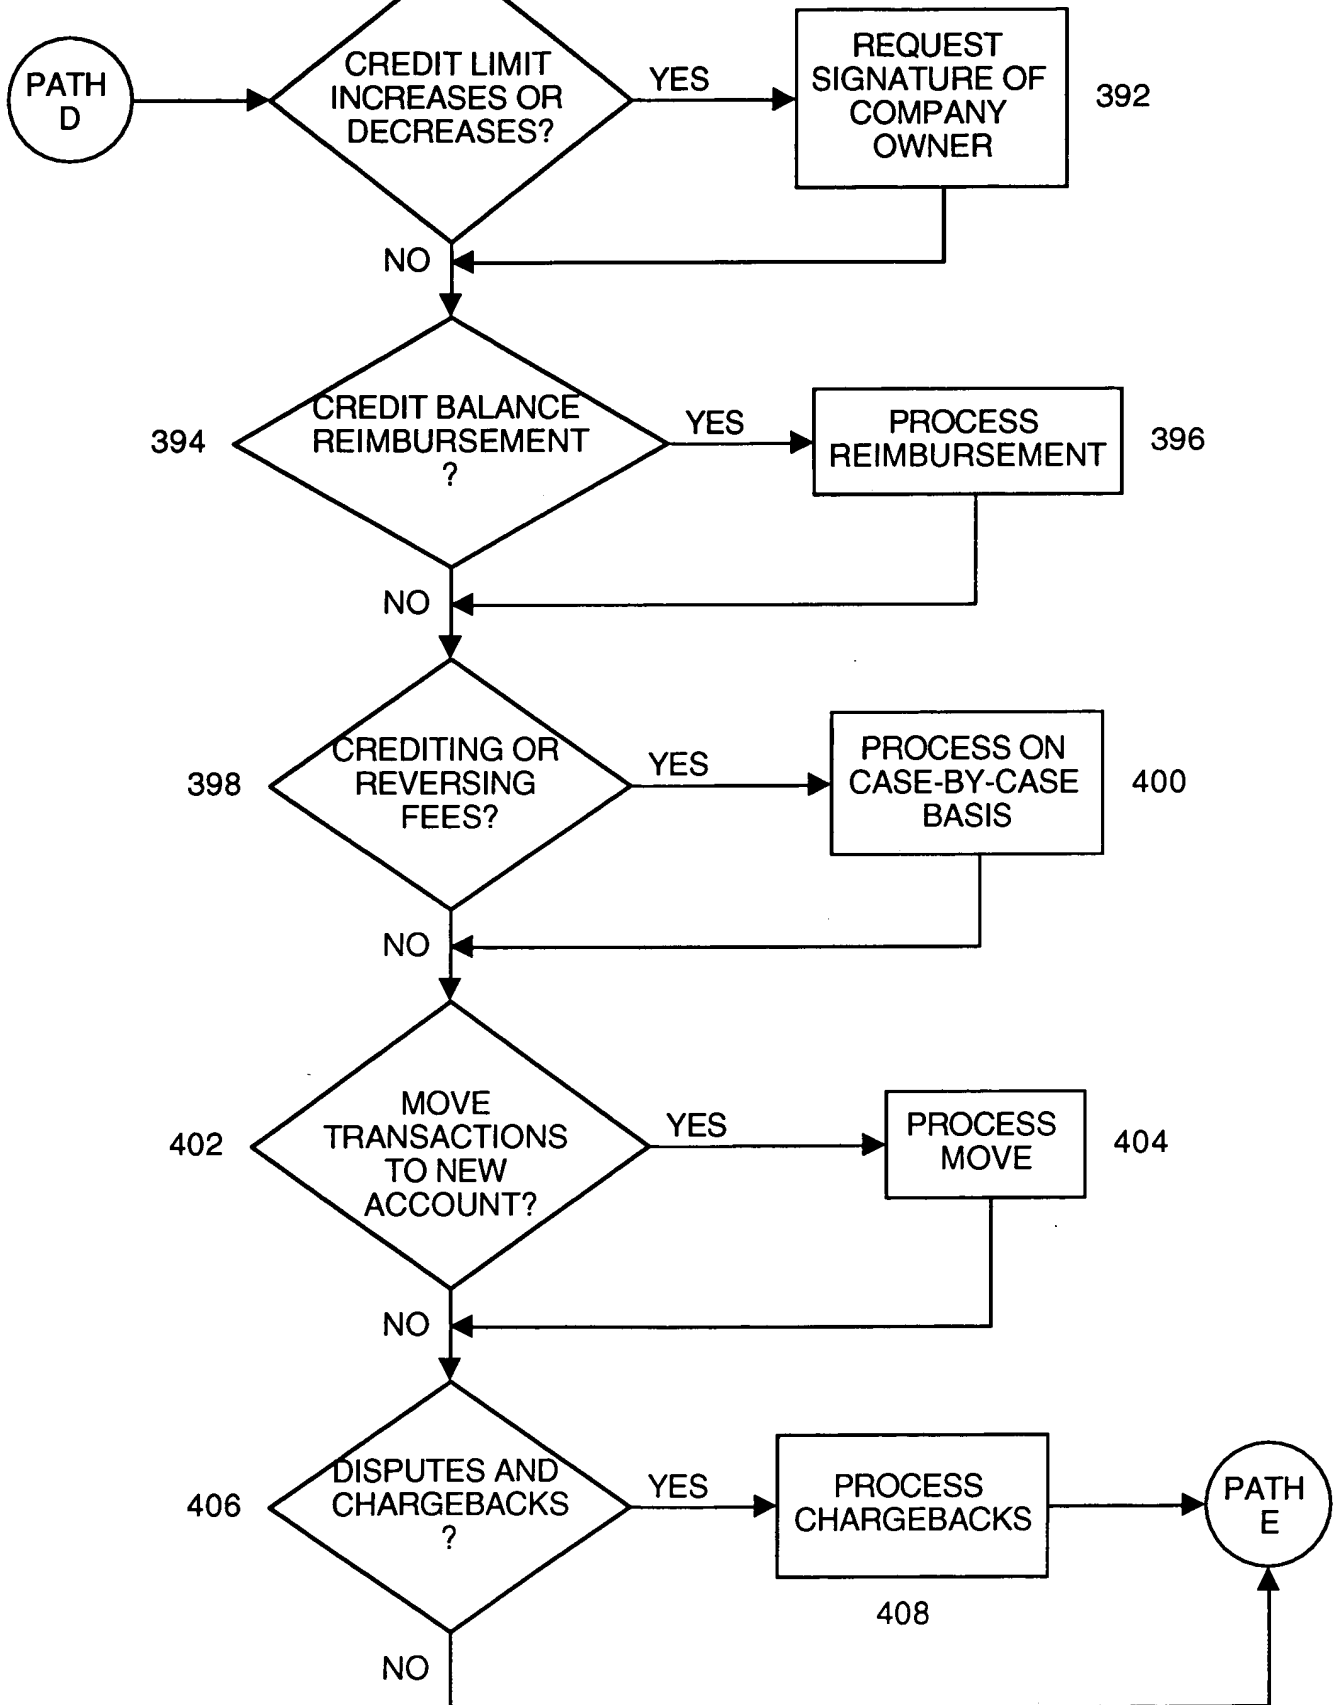 PATH
D
CREDIT LIMIT
INCREASES OR
DECREASES?
YES
REQUEST
SIGNATURE OF
COMPANY
OWNER
392
NO
394
CREDIT BALANCE
REIMBURSEMENT
?
YES
PROCESS
REIMBURSEMENT
396
NO
398
CREDITING OR
REVERSING
FEES?
YES
PROCESS ON
CASE-BY-CASE
BASIS
400
NO
402
MOVE
TRANSACTIONS
TO NEW
ACCOUNT?
YES
PROCESS
MOVE
404
NO
406
DISPUTES AND
CHARGEBACKS
?
YES
PROCESS
CHARGEBACKS
408
PATH
E
NO